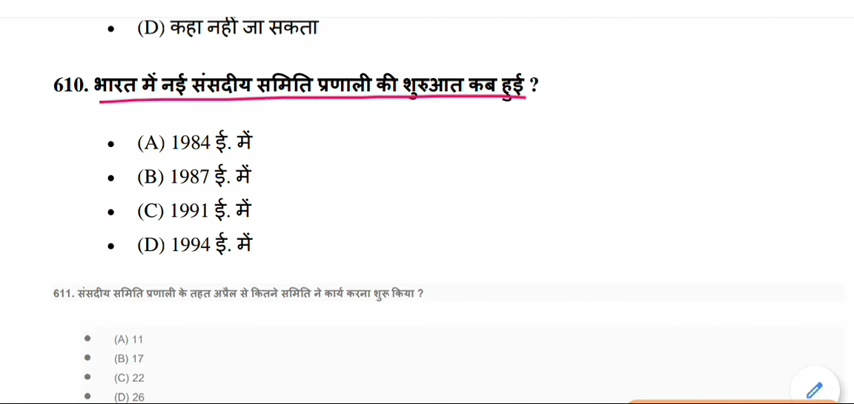 (D) कहा नहीं जा सकता
610. भारत में नई संसदीय समिति प्रणाली की शुरुआत कब हुई ?
(A) 1984 ई. में
(B) 1987 ई. में
(C) 1991 ई. में
(D) 1994 ई. में
611. संसदीय समिति प्रणाली के तहत अप्रैल से कितने समिति ने कार्य करना शुरू किया ?
(A) 11
(B) 17
(C) 22
(D) 26